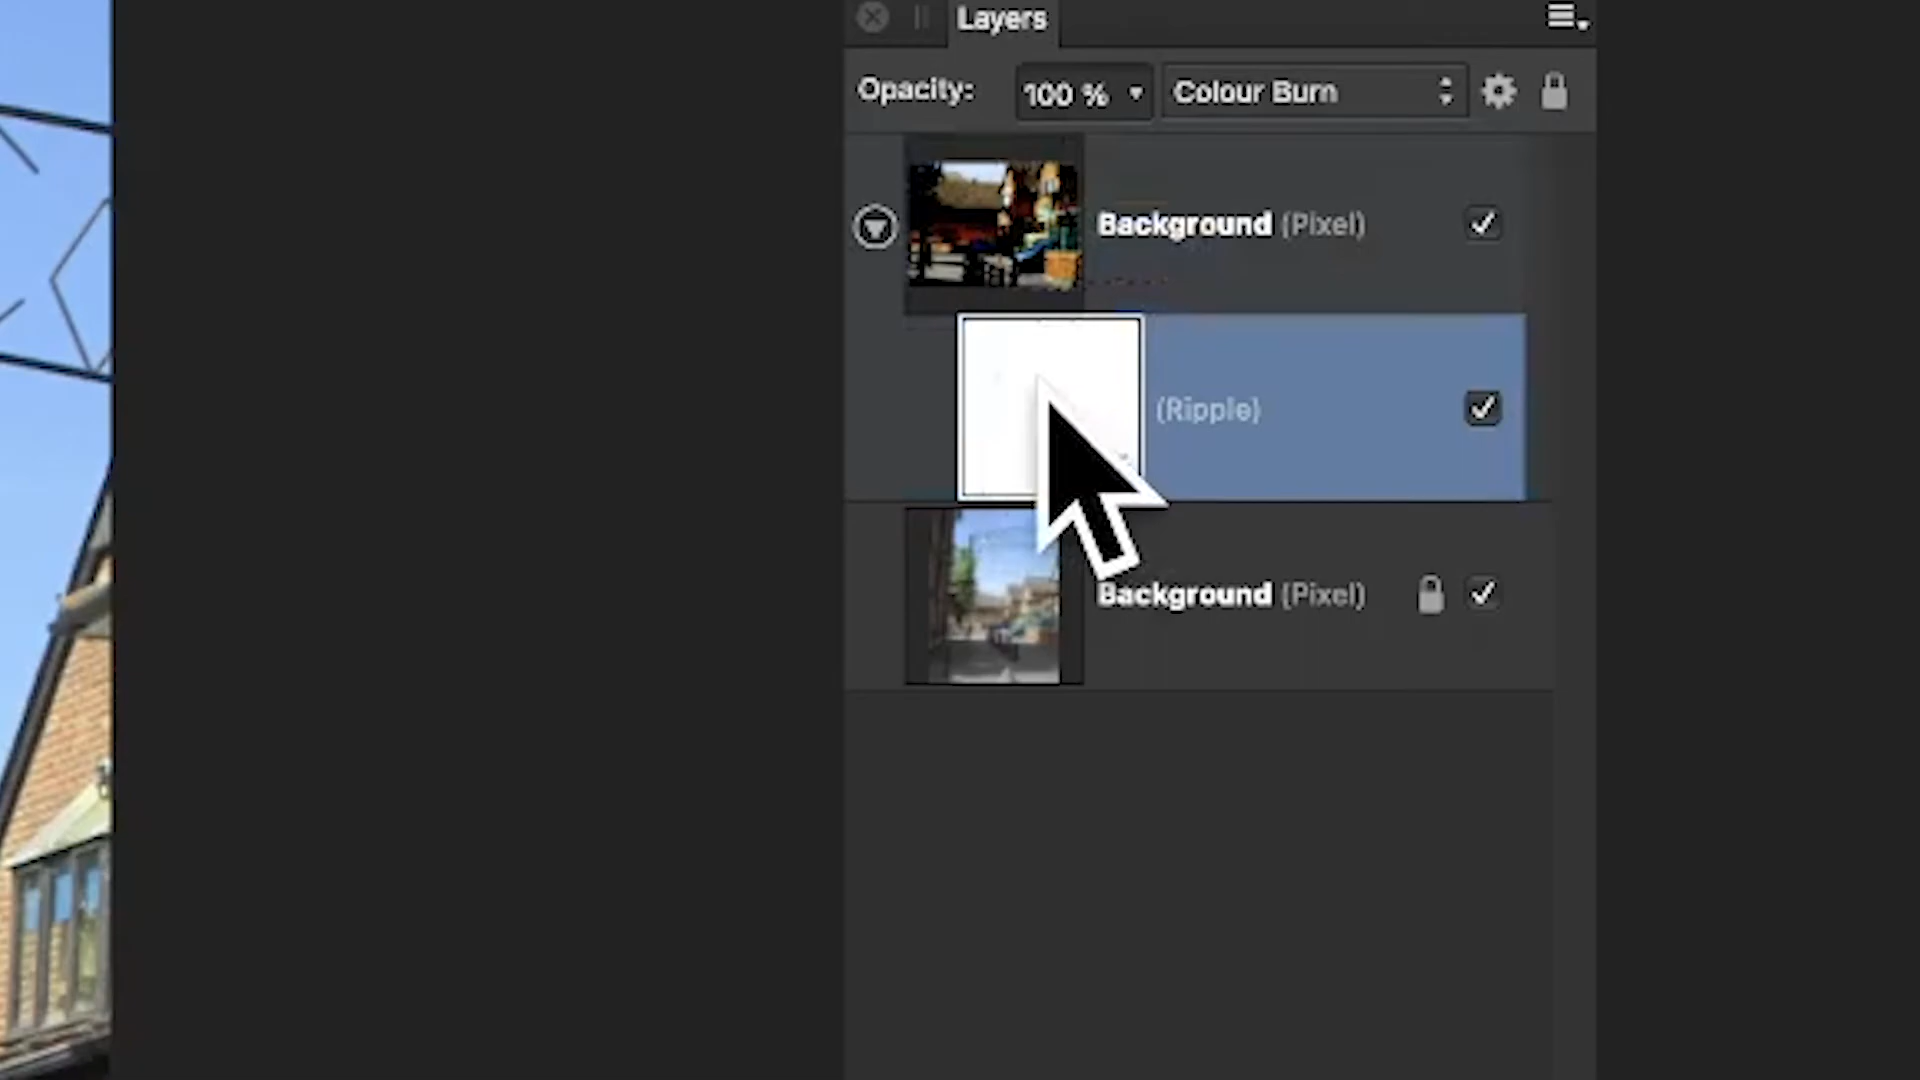 Layers
Opacity: 100 % Colour Burn
Background (Pixel)
(Ripple)
Background (Pixel)